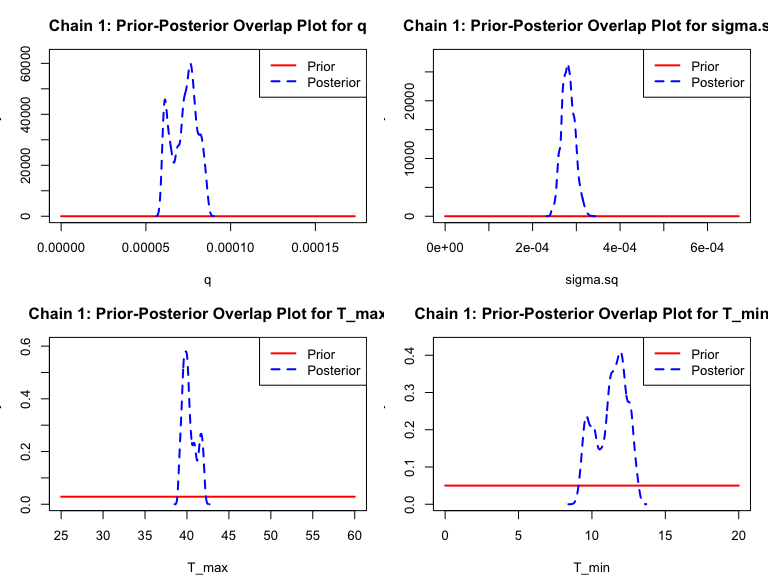 Chain 1: Prior-Posterior Overlap Plot for q
Prior
Posterior
60000
40000
20000
0
0.00000 0.00005 0.00010 0.00015
q
Chain 1: Prior-Posterior Overlap Plot for sigma.s
Prior
Posterior
20000
10000
0
0e+00 2e-04 4e-04 6e-04
sigma.sq
Chain 1: Prior-Posterior Overlap Plot for T_max
Prior
Posterior
0.6
0.4
0.2
0.0
25 30 35 40 45 50 55 60
T_max
Chain 1: Prior-Posterior Overlap Plot for T_min
Prior
Posterior
0.4
0.3
0.2
0.1
0.0
0 5 10 15 20
T_min